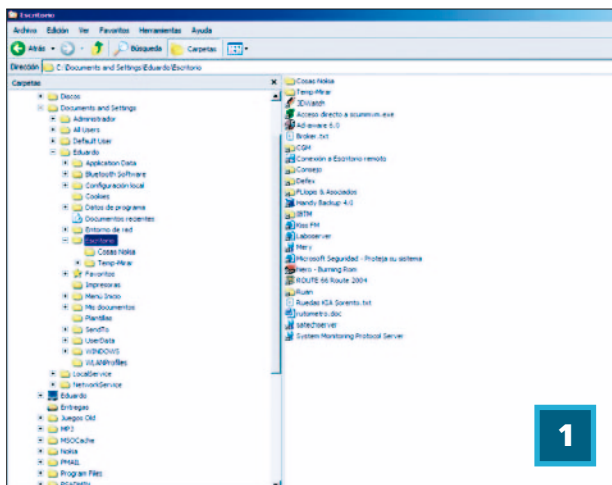 Escritorio
Archivo Edición Ver Favoritos Herramientas Ayuda
Atrás Búsqueda Carpetas
Dirección C:\Documents and Settings\Eduardo\Escritorio
Carpetas
Discos
Documents and Settings
Administrador
All Users
Default User
Eduardo
Application Data
Bluetooth Software
Configuración local
Cookies
Datos de programa
Documentos recientes
Entorno de red
Escritorio
Cosas Nokia
Temp-Mirar
Favoritos
Impresoras
Menú Inicio
Mis documentos
Plantillas
SendTo
UserData
WINDOWS
WLANProfiles
LocalService
NetworkService
Eduardo
Entregas
Juegos Old
MP3
MSOCache
Nokia
PMAIL
Program Files
Cosas Nokia
Temp-Mirar
3DWatch
Acceso directo a scummvm.exe
Ad-aware 6.0
Broker.txt
CGM
Conexión a Escritorio remoto
Consejo
Defex
FLlopis & Asociados
Handy Backup 4.0
IBTM
Kiss FM
Laboserver
Mery
Microsoft Seguridad - Proteja su sistema
Nero - Burning Rom
ROUTE 66 Route 2004
Ruan
Ruedas KIA Sorento.txt
rutometro.doc
satechserver
System Monitoring Protocol Server
1